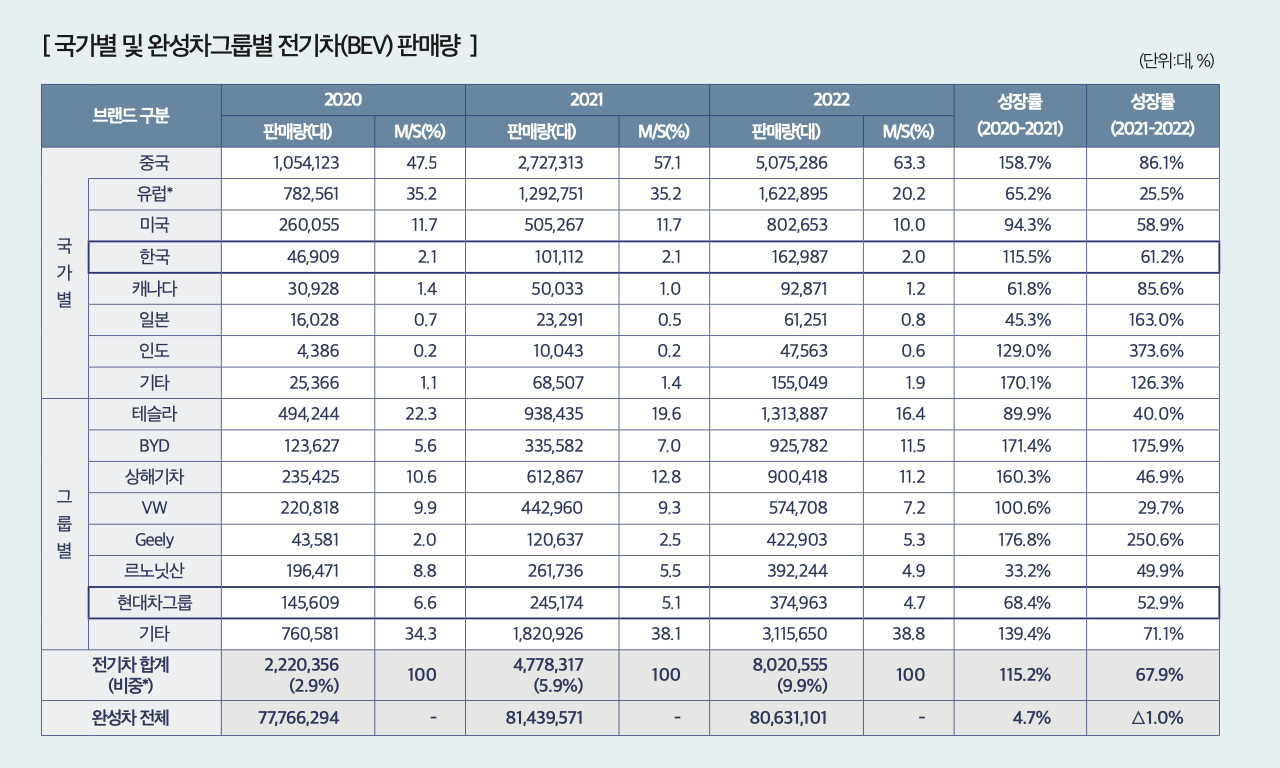 [ 국가별 및 완성차그룹별 전기차(BEV) 판매량 ]
(단위:대, %)
브랜드 구분 2020 2021 2022 성장률 (2020-2021) 성장률 (2021-2022)
판매량(대) M/S(%) 판매량(대) M/S(%) 판매량(대) M/S(%)
국가별
중국 1,054,123 47.5 2,727,313 57.1 5,075,286 63.3 158.7% 86.1%
유럽* 782,561 35.2 1,292,751 35.2 1,622,895 20.2 65.2% 25.5%
미국 260,055 11.7 505,267 11.7 802,653 10.0 94.3% 58.9%
한국 46,909 2.1 101,112 2.1 162,987 2.0 115.5% 61.2%
캐나다 30,928 1.4 50,033 1.0 92,871 1.2 61.8% 85.6%
일본 16,028 0.7 23,291 0.5 61,251 0.8 45.3% 163.0%
인도 4,386 0.2 10,043 0.2 47,563 0.6 129.0% 373.6%
기타 25,366 1.1 68,507 1.4 155,049 1.9 170.1% 126.3%
그룹별
테슬라 494,244 22.3 938,435 19.6 1,313,887 16.4 89.9% 40.0%
BYD 123,627 5.6 335,582 7.0 925,782 11.5 171.4% 175.9%
상해기차 235,425 10.6 612,867 12.8 900,418 11.2 160.3% 46.9%
VW 220,818 9.9 442,960 9.3 574,708 7.2 100.6% 29.7%
Geely 43,581 2.0 120,637 2.5 422,903 5.3 176.8% 250.6%
르노닛산 196,471 8.8 261,736 5.5 392,244 4.9 33.2% 49.9%
현대차그룹 145,609 6.6 245,174 5.1 374,963 4.7 68.4% 52.9%
기타 760,581 34.3 1,820,926 38.1 3,115,650 38.8 139.4% 71.1%
전기차 합계 2,220,356 100 4,778,317 100 8,020,555 100 115.2% 67.9%
(비중*) (2.9%) (5.9%) (9.9%)
완성차 전체 77,766,294 - 81,439,571 - 80,631,101 - 4.7% △1.0%